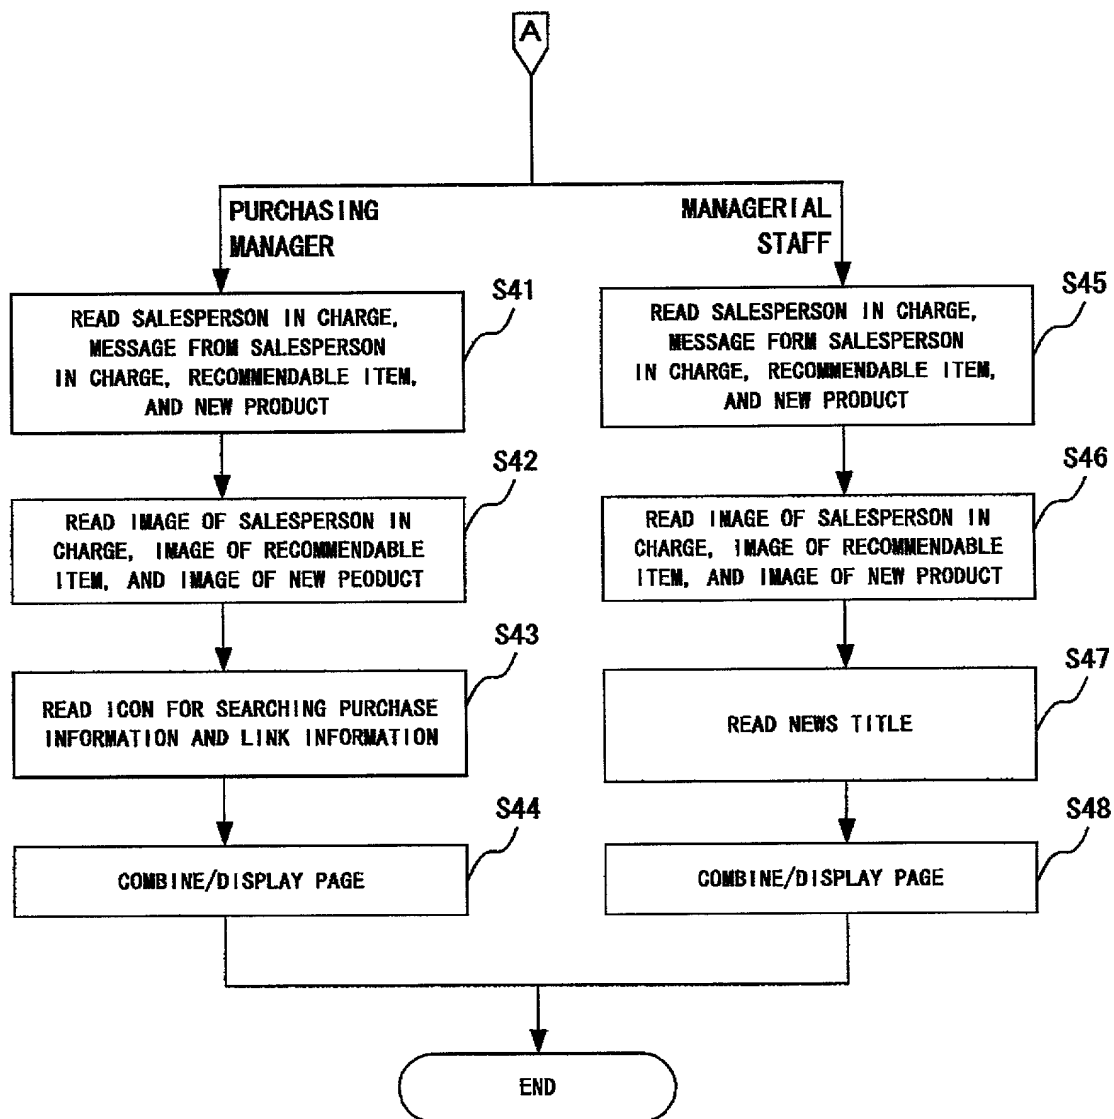 A
PURCHASING
MANAGER
MANAGERIAL
STAFF
S41
READ SALESPERSON IN CHARGE,
MESSAGE FROM SALESPERSON
IN CHARGE, RECOMMENDABLE ITEM,
AND NEW PRODUCT
S42
READ IMAGE OF SALESPERSON IN
CHARGE, IMAGE OF RECOMMENDABLE
ITEM, AND IMAGE OF NEW PEODUCT
S43
READ ICON FOR SEARCHING PURCHASE
INFORMATION AND LINK INFORMATION
S44
COMBINE/DISPLAY PAGE
S45
READ SALESPERSON IN CHARGE,
MESSAGE FORM SALESPERSON
IN CHARGE, RECOMMENDABLE ITEM,
AND NEW PRODUCT
S46
READ IMAGE OF SALESPERSON IN
CHARGE, IMAGE OF RECOMMENDABLE
ITEM, AND IMAGE OF NEW PRODUCT
S47
READ NEWS TITLE
S48
COMBINE/DISPLAY PAGE
END